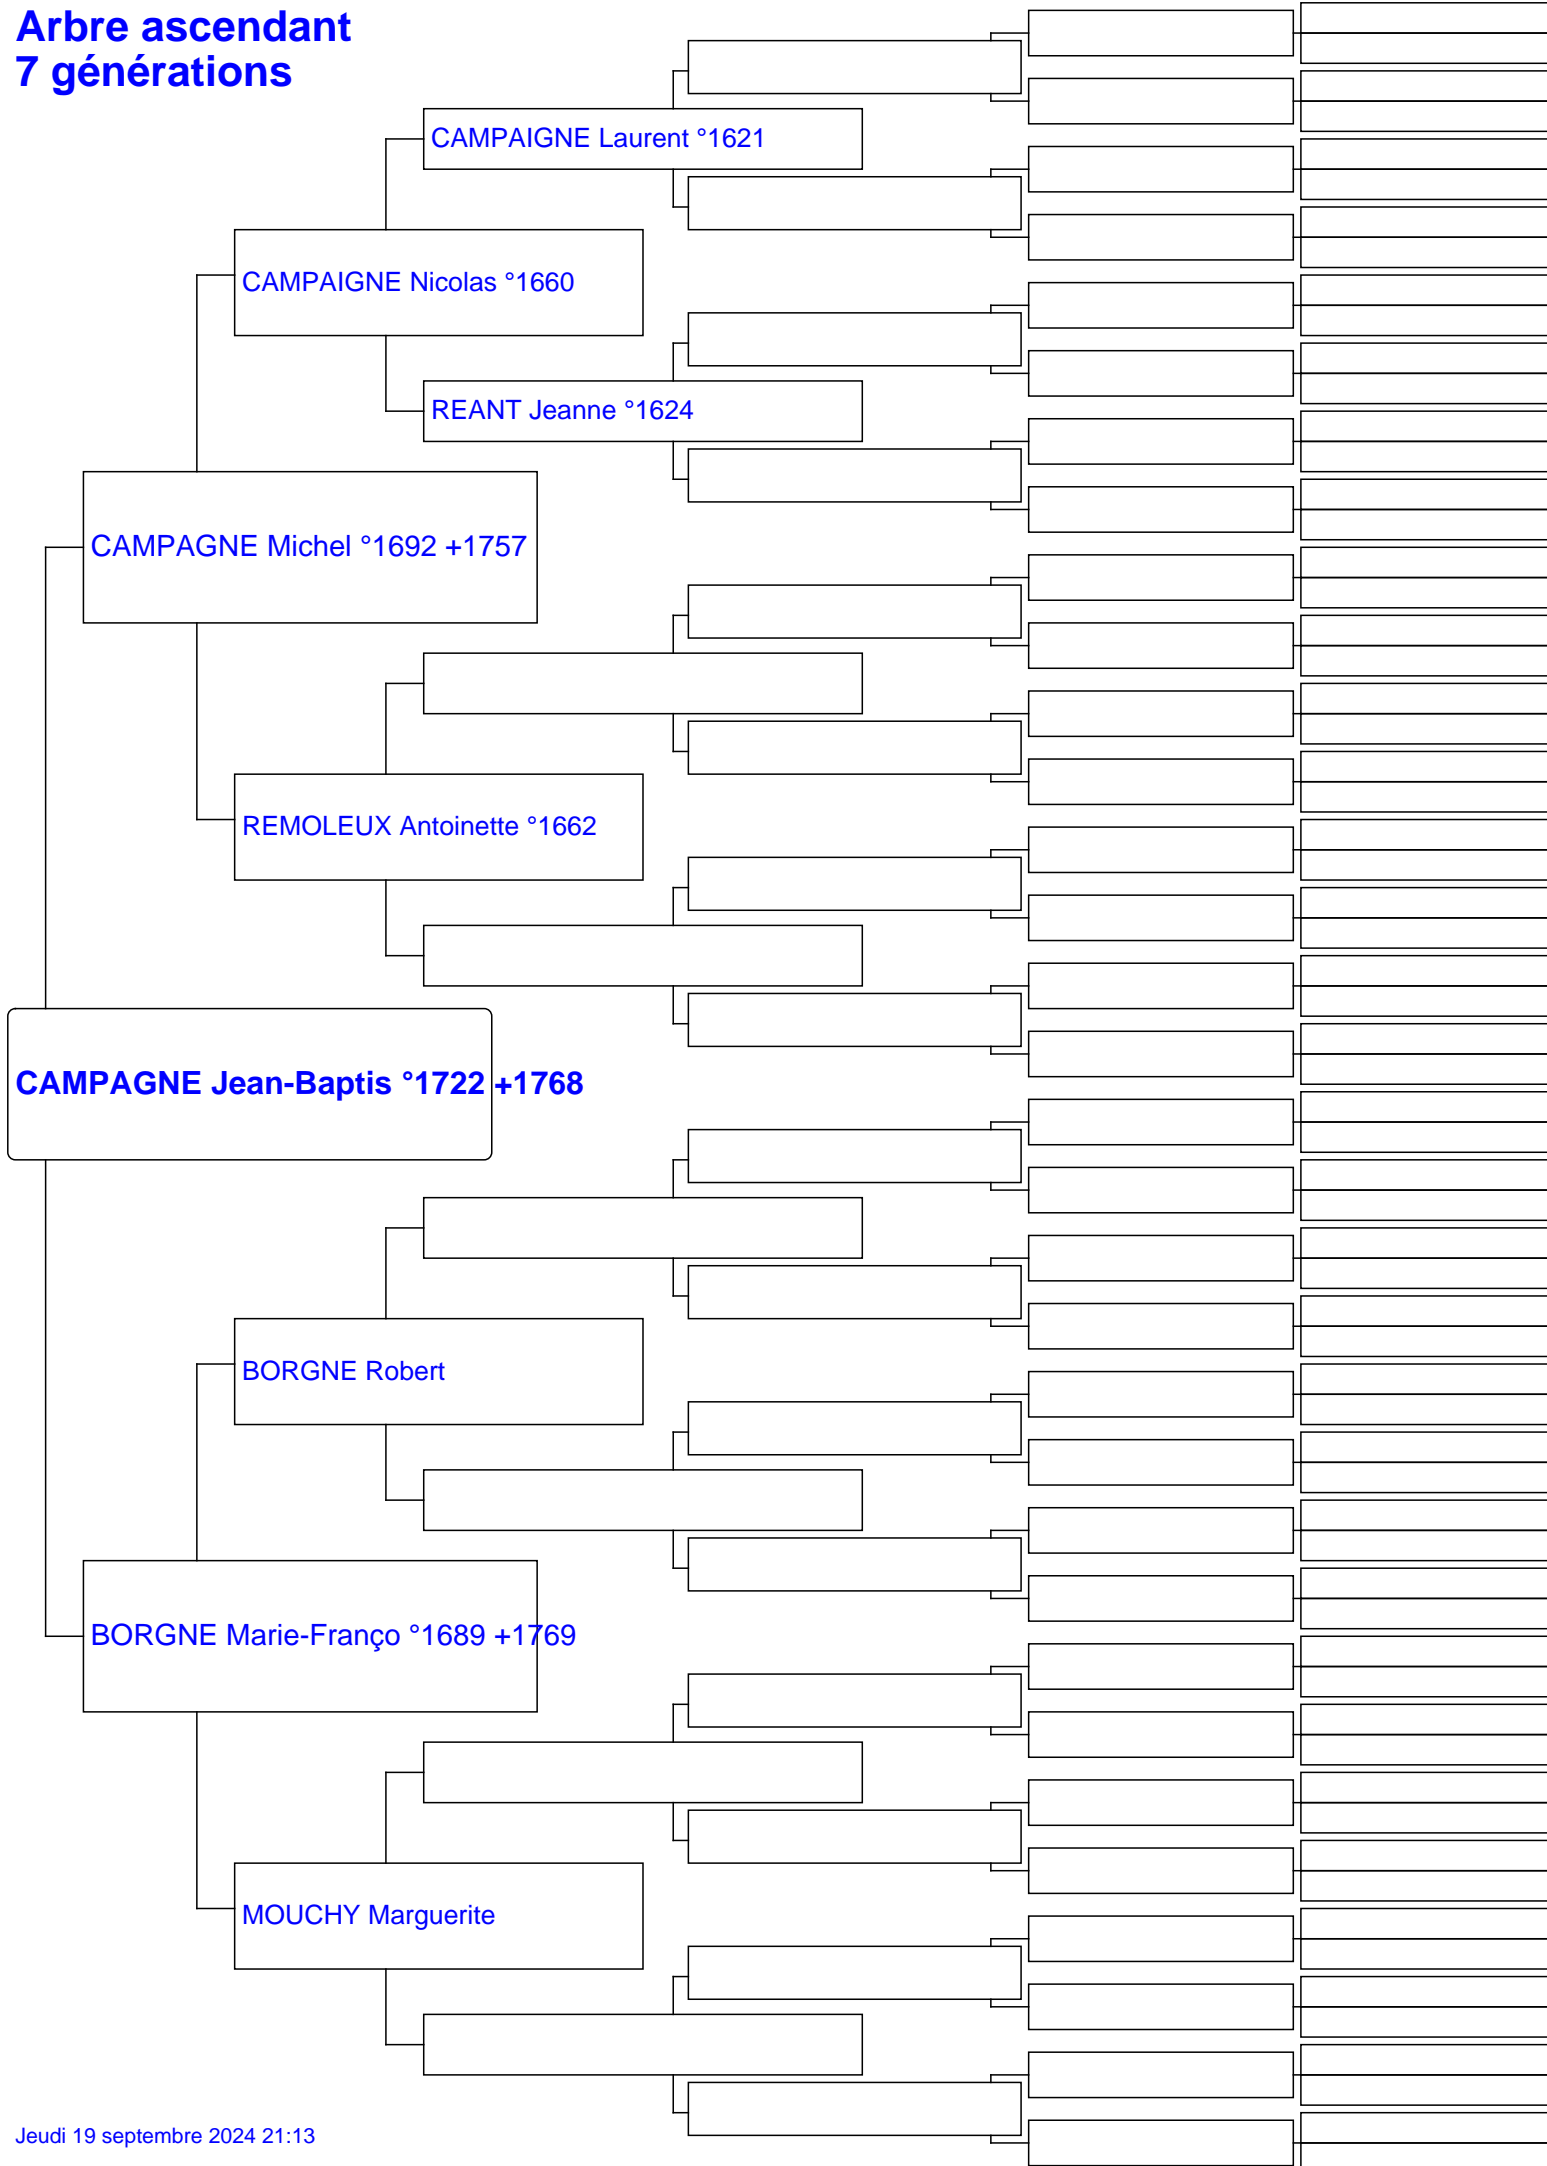 Arbre ascendant
7 générations
CAMPAIGNE Laurent °1621
CAMPAIGNE Nicolas °1660
REANT Jeanne °1624
CAMPAGNE Michel °1692 +1757
REMOLEUX Antoinette °1662
CAMPAGNE Jean-Baptis °1722 +1768
BORGNE Robert
BORGNE Marie-Franço °1689 +1769
MOUCHY Marguerite
Jeudi 19 septembre 2024 21:13